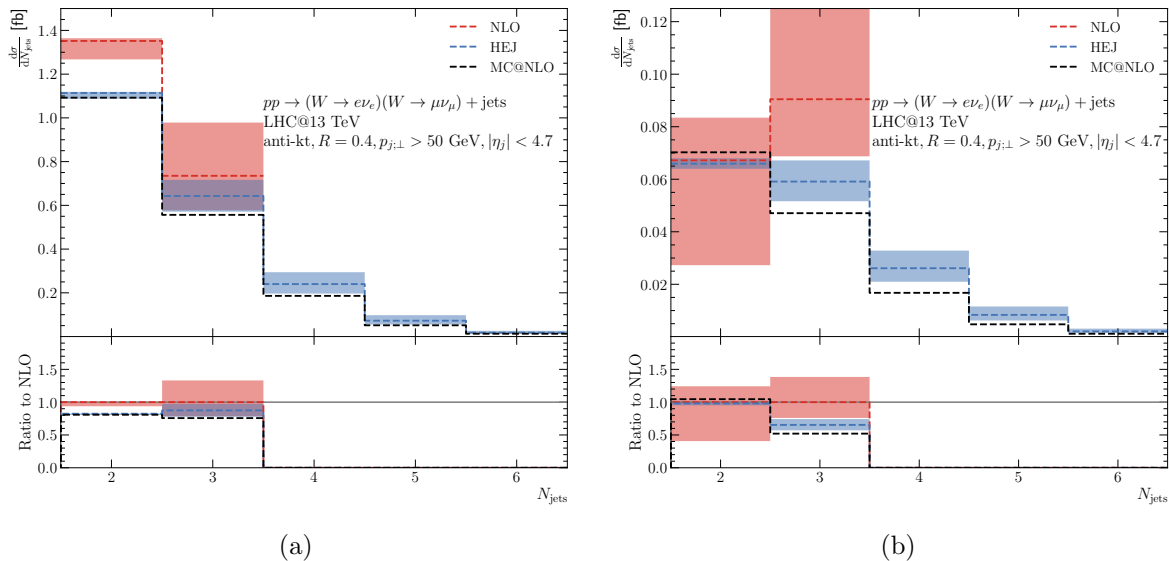 dσ/dN_jets [fb]
1.4
1.2
1.0
0.8
0.6
0.4
0.2
NLO
HEJ
MC@NLO
pp → (W → eν_e)(W → μν_μ) + jets
LHC@13 TeV
anti-kt, R = 0.4, p_{j;⊥} > 50 GeV, |η_j| < 4.7
Ratio to NLO
1.5
1.0
0.5
0.0
2 3 4 5 6
N_jets
(a)
dσ/dN_jets [fb]
0.12
0.10
0.08
0.06
0.04
0.02
NLO
HEJ
MC@NLO
pp → (W → eν_e)(W → μν_μ) + jets
LHC@13 TeV
anti-kt, R = 0.4, p_{j;⊥} > 50 GeV, |η_j| < 4.7
Ratio to NLO
1.5
1.0
0.5
0.0
2 3 4 5 6
N_jets
(b)